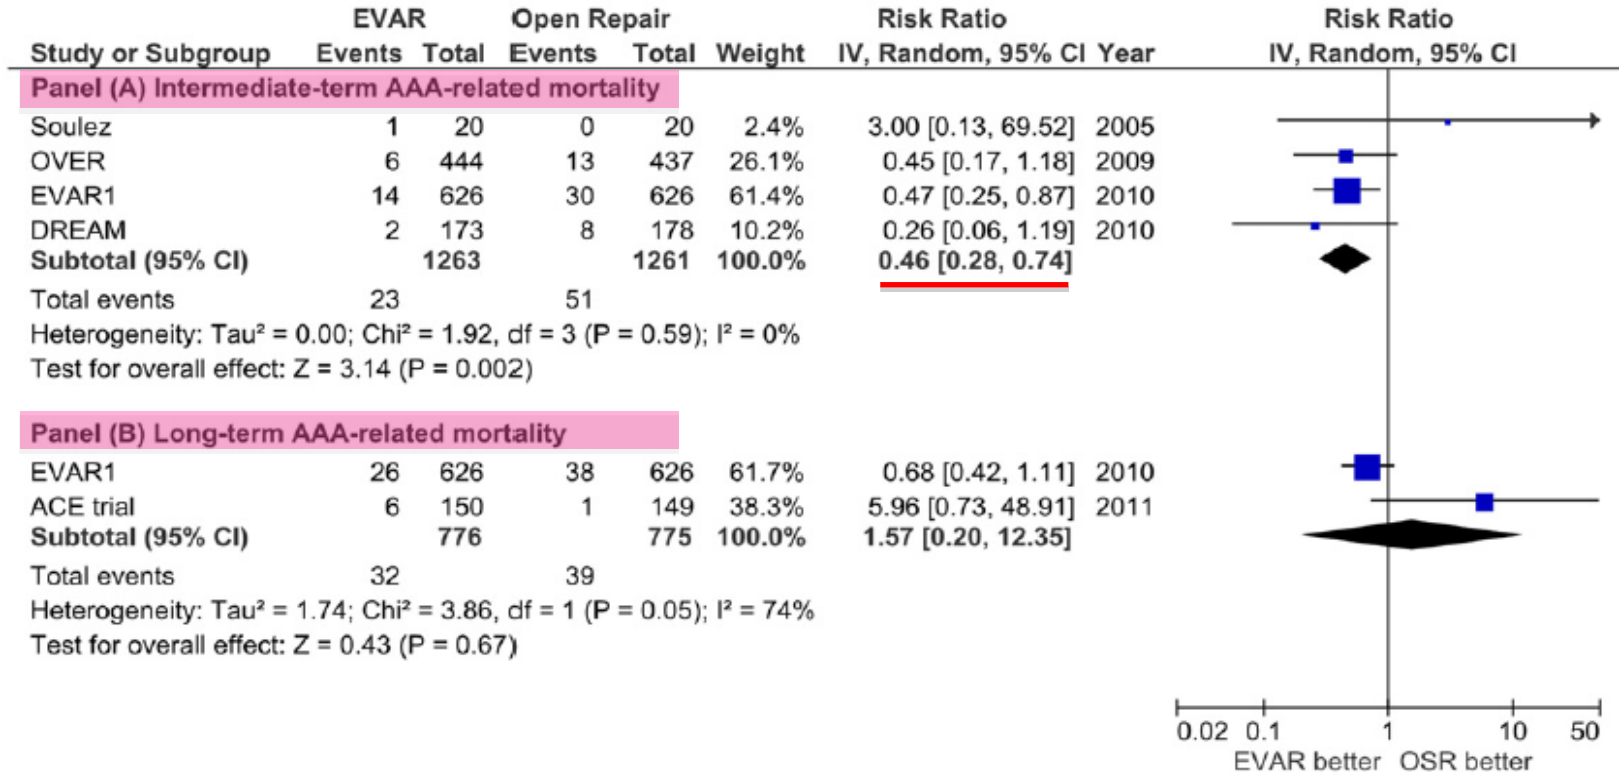 EVAR Open Repair Risk Ratio Risk Ratio
Study or Subgroup Events Total Events Total Weight IV, Random, 95% CI Year IV, Random, 95% CI
Panel (A) Intermediate-term AAA-related mortality
Soulez 1 20 0 20 2.4% 3.00 [0.13, 69.52] 2005
OVER 6 444 13 437 26.1% 0.45 [0.17, 1.18] 2009
EVAR1 14 626 30 626 61.4% 0.47 [0.25, 0.87] 2010
DREAM 2 173 8 178 10.2% 0.26 [0.06, 1.19] 2010
Subtotal (95% CI) 1263 1261 100.0% 0.46 [0.28, 0.74]
Total events 23 51
Heterogeneity: Tau² = 0.00; Chi² = 1.92, df = 3 (P = 0.59); I² = 0%
Test for overall effect: Z = 3.14 (P = 0.002)
Panel (B) Long-term AAA-related mortality
EVAR1 26 626 38 626 61.7% 0.68 [0.42, 1.11] 2010
ACE trial 6 150 1 149 38.3% 5.96 [0.73, 48.91] 2011
Subtotal (95% CI) 776 775 100.0% 1.57 [0.20, 12.35]
Total events 32 39
Heterogeneity: Tau² = 1.74; Chi² = 3.86, df = 1 (P = 0.05); I² = 74%
Test for overall effect: Z = 0.43 (P = 0.67)
0.02 0.1 1 10 50
EVAR better OSR better